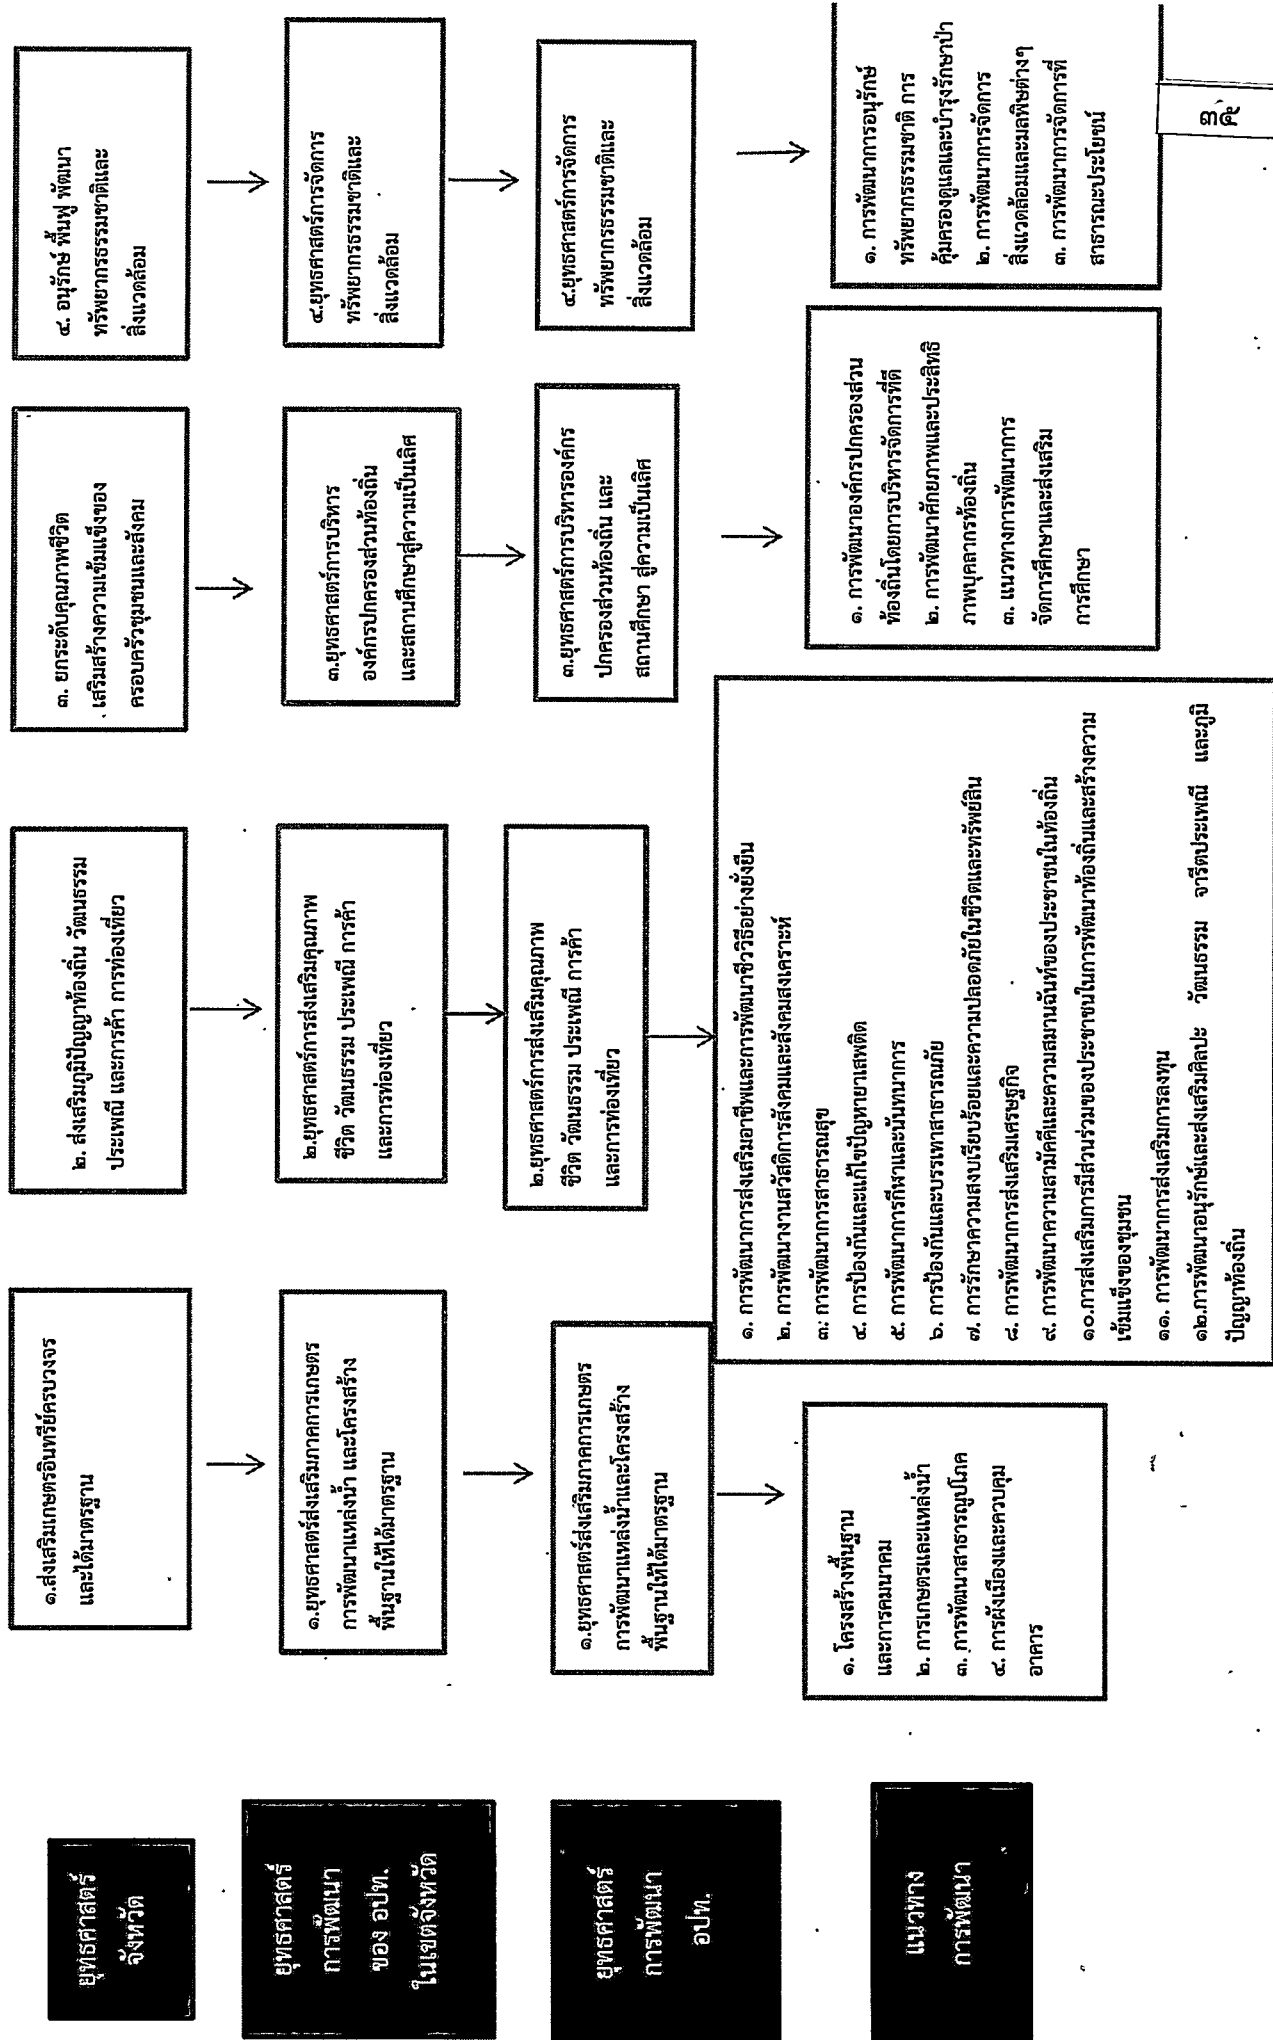 ยุทธศาสตร์
จังหวัด
๑.ส่งเสริมเกษตรอินทรีย์ครบวงจร
และได้มาตรฐาน
๒. ส่งเสริมภูมิปัญญาท้องถิ่น วัฒนธรรม
ประเพณี และการค้า การท่องเที่ยว
๓. ยกระดับคุณภาพชีวิต
เสริมสร้างความเข้มแข็งของ
ครอบครัวชุมชนและสังคม
๔. อนุรักษ์ ฟื้นฟู พัฒนา
ทรัพยากรธรรมชาติและ
สิ่งแวดล้อม
ยุทธศาสตร์
การพัฒนา
ของ อปท.
ในเขตจังหวัด
๑.ยุทธศาสตร์ส่งเสริมภาคการเกษตร
การพัฒนาแหล่งน้ำ และโครงสร้าง
พื้นฐานให้ได้มาตรฐาน
๒.ยุทธศาสตร์การส่งเสริมคุณภาพ
ชีวิต วัฒนธรรม ประเพณี การค้า
และการท่องเที่ยว
๓.ยุทธศาสตร์การบริหาร
องค์กรปกครองส่วนท้องถิ่น
และสถานศึกษาสู่ความเป็นเลิศ
๔.ยุทธศาสตร์การจัดการ
ทรัพยากรธรรมชาติและ
สิ่งแวดล้อม
ยุทธศาสตร์
การพัฒนา
อปท.
๑.ยุทธศาสตร์ส่งเสริมภาคการเกษตร
การพัฒนาแหล่งน้ำและโครงสร้าง
พื้นฐานให้ได้มาตรฐาน
๒.ยุทธศาสตร์การส่งเสริมคุณภาพ
ชีวิต วัฒนธรรม ประเพณี การค้า
และการท่องเที่ยว
๓.ยุทธศาสตร์การบริหารองค์กร
ปกครองส่วนท้องถิ่น และ
สถานศึกษา สู่ความเป็นเลิศ
๔.ยุทธศาสตร์การจัดการ
ทรัพยากรธรรมชาติและ
สิ่งแวดล้อม
แนวทาง
การพัฒนา
๑. โครงสร้างพื้นฐาน
และการคมนาคม
๒. การเกษตรและแหล่งน้ำ
๓. การพัฒนาสาธารณูปโภค
๔. การผังเมืองและควบคุม
อาคาร
๑. การพัฒนาการส่งเสริมอาชีพและการพัฒนาชีววิธีอย่างยั่งยืน
๒. การพัฒนางานสวัสดิการสังคมและสังคมสงเคราะห์
๓. การพัฒนาการสาธารณสุข
๔. การป้องกันและแก้ไขปัญหายาเสพติด
๕. การพัฒนาการกีฬาและนันทนาการ
๖. การป้องกันและบรรเทาสาธารณภัย
๗. การรักษาความสงบเรียบร้อยและความปลอดภัยในชีวิตและทรัพย์สิน
๘. การพัฒนาการส่งเสริมเศรษฐกิจ
๙. การพัฒนาความสามัคคีและความสมานฉันท์ของประชาชนในท้องถิ่น
๑๐.การส่งเสริมการมีส่วนร่วมของประชาชนในการพัฒนาท้องถิ่นและสร้างความ
เข้มแข็งของชุมชน
๑๑. การพัฒนาการส่งเสริมการลงทุน
๑๒.การพัฒนาอนุรักษ์และส่งเสริมศิลปะ วัฒนธรรม จารีตประเพณี และภูมิ
ปัญญาท้องถิ่น
๑. การพัฒนาองค์กรปกครองส่วน
ท้องถิ่นโดยการบริหารจัดการที่ดี
๒. การพัฒนาศักยภาพและประสิทธิ
ภาพบุคลากรท้องถิ่น
๓. แนวทางการพัฒนาการ
จัดการศึกษาและส่งเสริม
การศึกษา
๑. การพัฒนาการอนุรักษ์
ทรัพยากรธรรมชาติ การ
คุ้มครองดูแลและบำรุงรักษาป่า
๒. การพัฒนาการจัดการ
สิ่งแวดล้อมและมลพิษต่างๆ
๓. การพัฒนาการจัดการที่
สาธารณะประโยชน์
๓๕